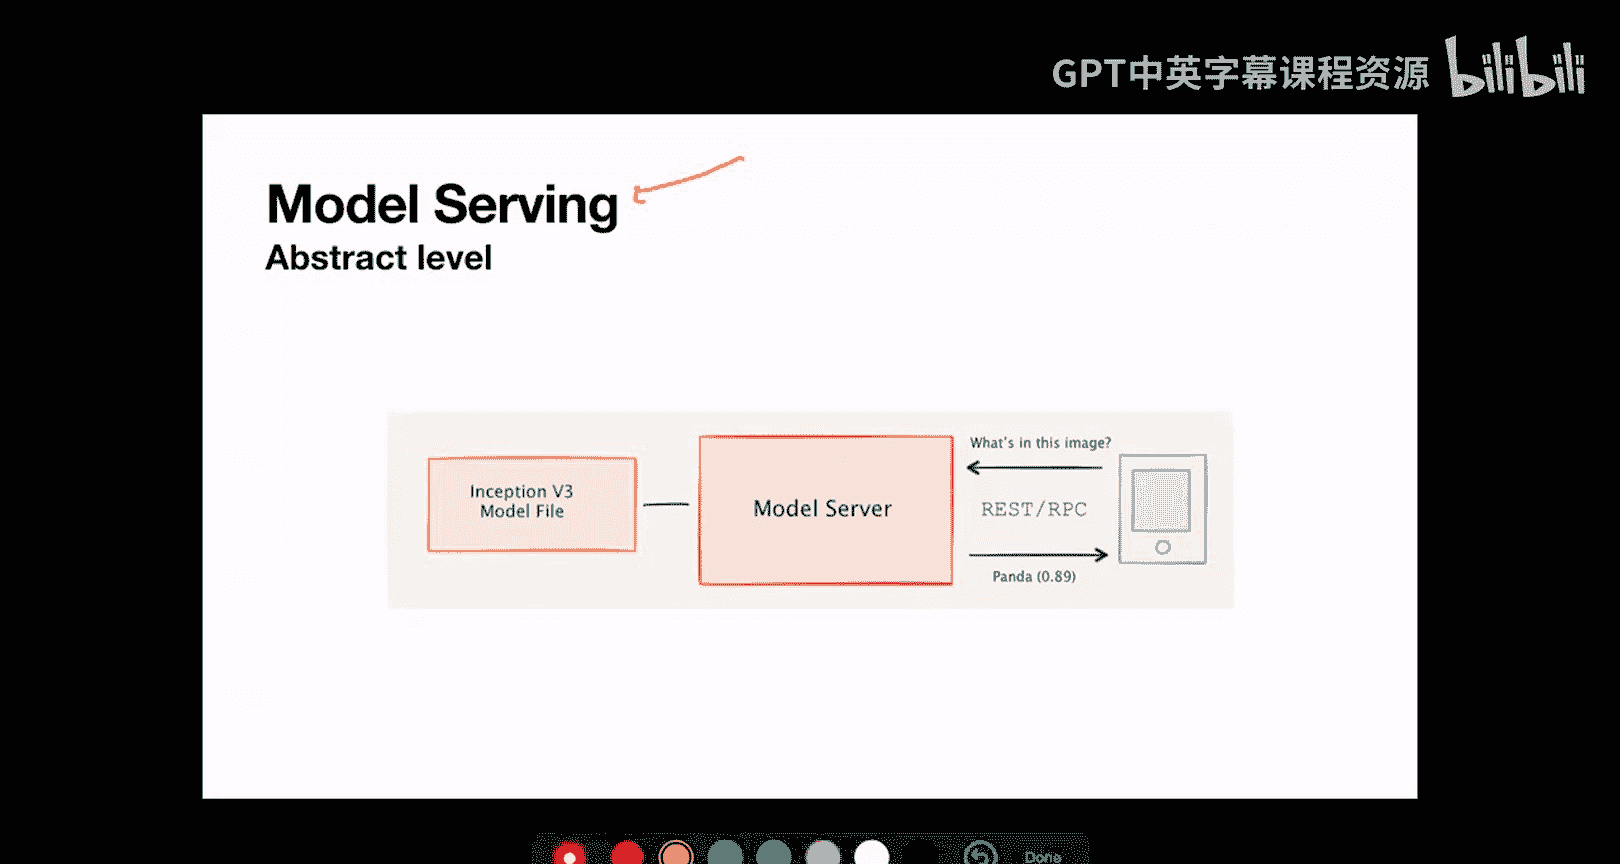 GPT中英字幕课程资源 bilibili
Model Serving
Abstract level
Inception V3
Model File
Model Server
What's in this image?
REST/RPC
Panda (0.89)
Done